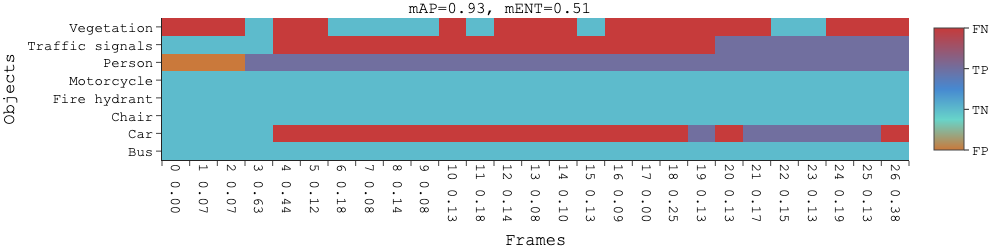 mAP=0.93, mENT=0.51
Objects
Vegetation
Traffic signals
Person
Motorcycle
Fire hydrant
Chair
Car
Bus
FN
TP
TN
FP
0 0.00
1 0.07
2 0.07
3 0.63
4 0.44
5 0.12
6 0.18
7 0.08
8 0.14
9 0.08
10 0.13
11 0.18
12 0.14
13 0.08
14 0.10
15 0.13
16 0.09
17 0.00
18 0.25
19 0.13
20 0.13
21 0.17
22 0.15
23 0.13
24 0.19
25 0.13
26 0.38
Frames